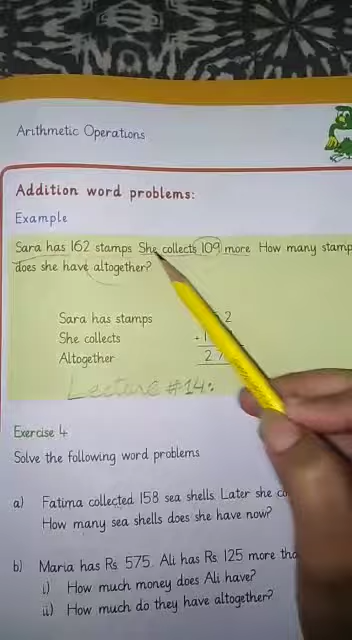 Arithmetic Operations
Addition word problems:
Example
Sara has 162 stamps She collects 109 more How many stamp
does she have altogether?
Sara has stamps 2
She collects + 1
Altogether 2
Lecture #14:
Exercise 4
Solve the following word problems
a) Fatima collected 158 sea shells. Later she
How many sea shells does she have now?
b) Maria has Rs 575. Ali has Rs 125 more
i) How much money does Ali have?
ii) How much do they have altogether?